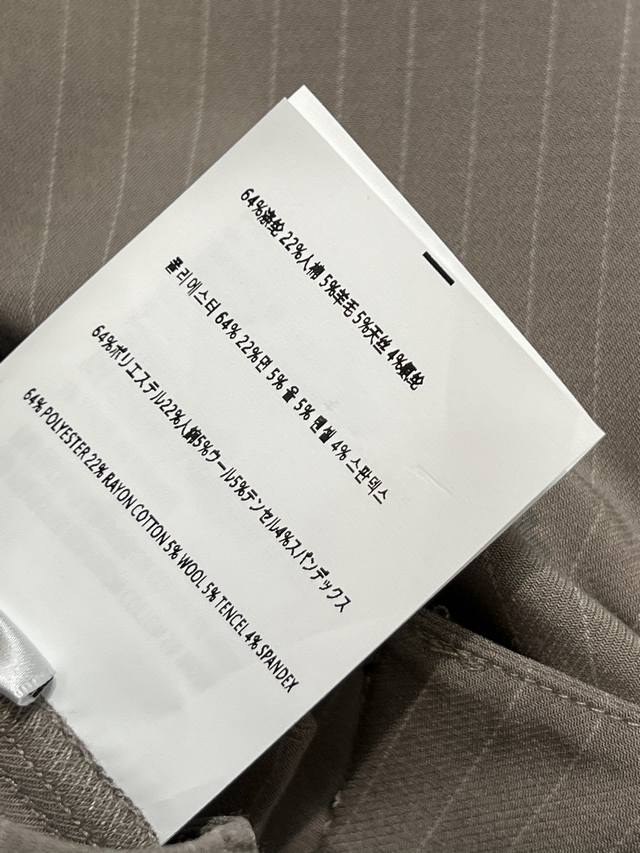 64%涤纶 22%人棉 5%羊毛 5%天丝 4%氨纶
폴리에스터 64% 22%면 5% 울 5% 텐셀 4% 스판덱스
64%ポリエステル22%人綿5%ウール5%テンセル4%スパンデックス
64% POLYESTER 22% RAYON COTTON 5% WOOL 5% TENCEL 4% SPANDEX